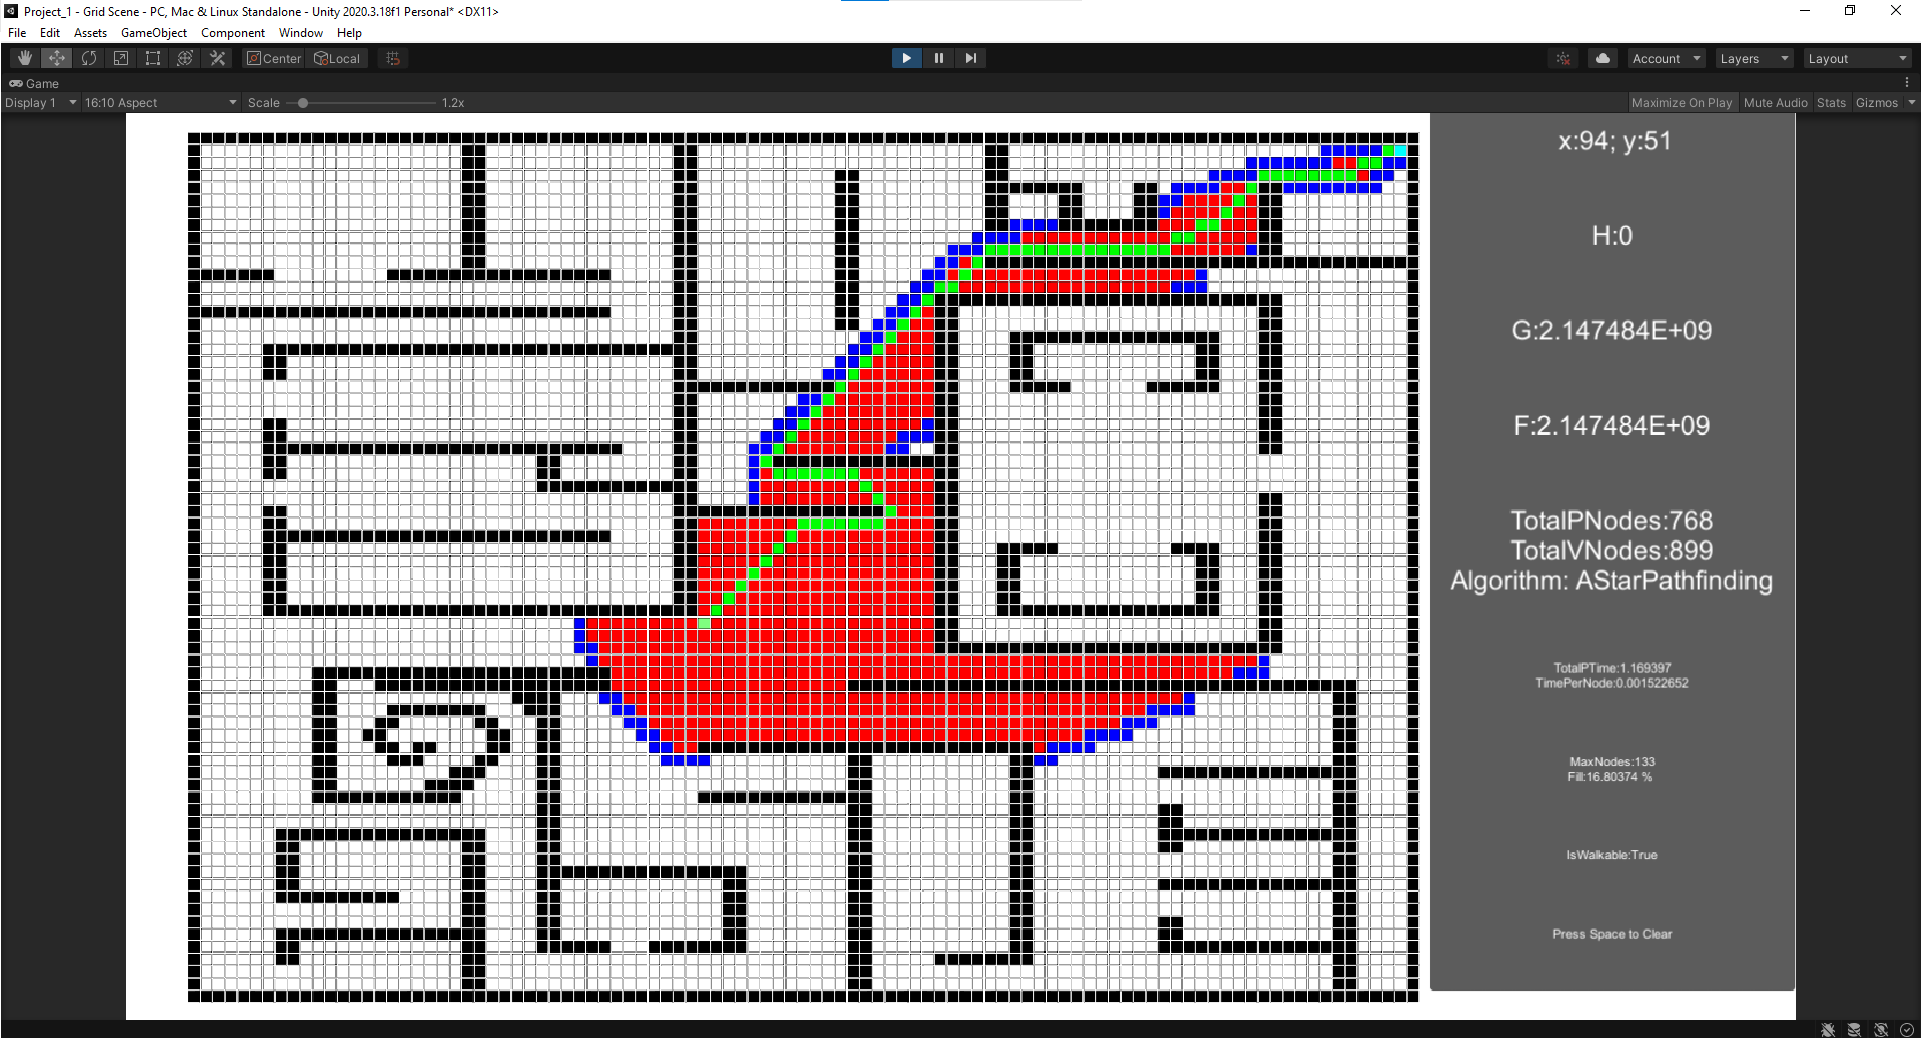 Project_1 - Grid Scene - PC, Mac & Linux Standalone - Unity 2020.3.18f1 Personal* <DX11>
File Edit Assets GameObject Component Window Help
Center Local Account Layers Layout
Game
Display 1 16:10 Aspect Scale 1.2x Maximize On Play Mute Audio Stats Gizmos
x:94; y:51
H:0
G:2.147484E+09
F:2.147484E+09
TotalPNodes:768
TotalVNodes:899
Algorithm: AStarPathfinding
TotalPTime:1.169397
TimePerNode:0.001522652
MaxNodes:133
Fill:16.80374 %
IsWalkable:True
Press Space to Clear